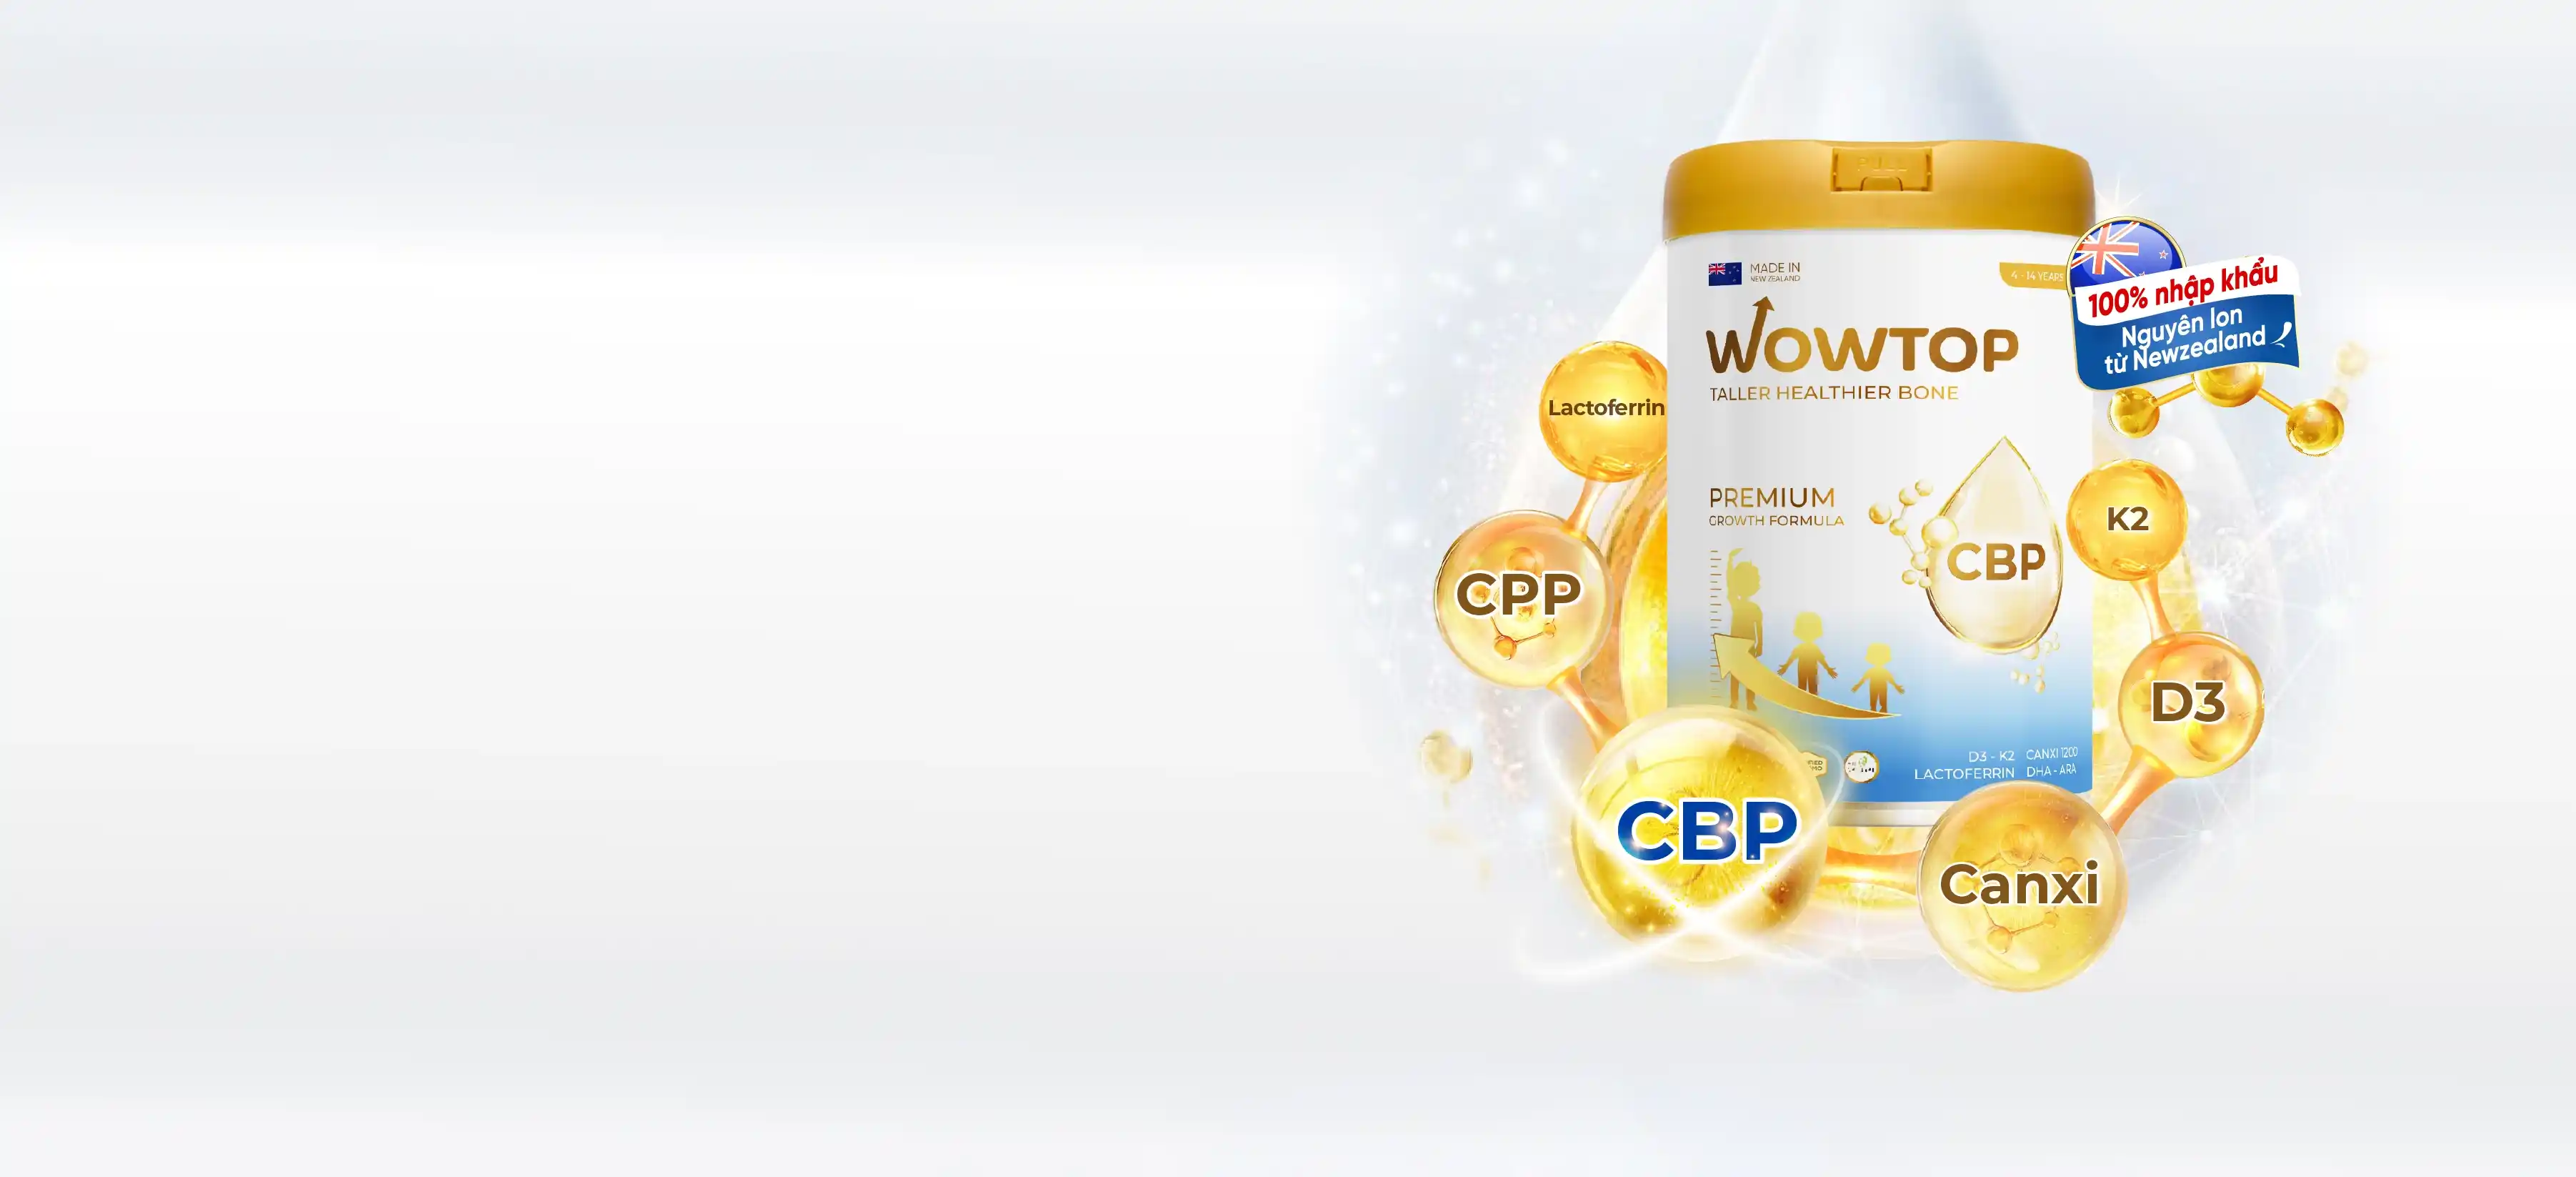 PULL
MADE IN
NEW ZEALAND
4 - 14 YEARS
100% nhập khẩu
Nguyên lon
từ Newzealand
WOWTOP
TALLER HEALTHIER BONE
Lactoferrin
PREMIUM
GROWTH FORMULA
CBP
K2
CPP
D3
D3 - K2 CANXI 1200
LACTOFERRIN DHA - ARA
CBP
Canxi